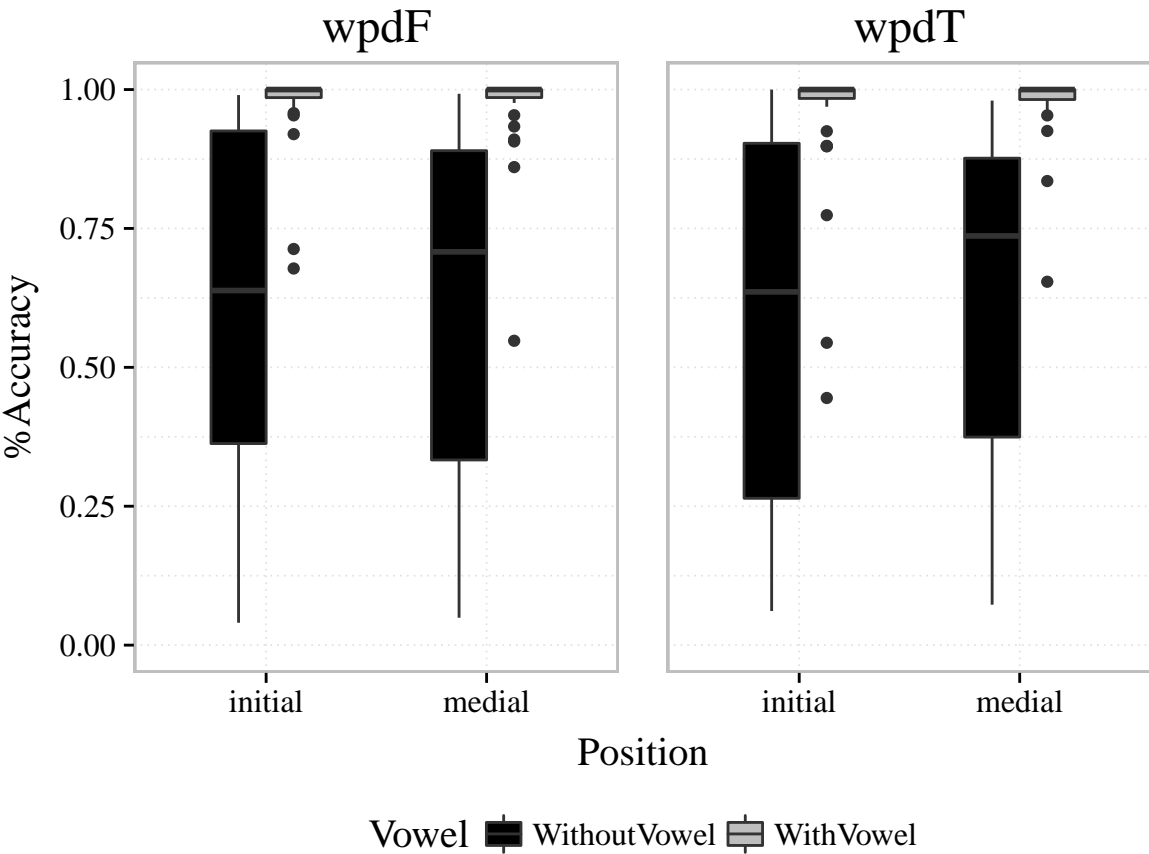 wpdF wpdT
%Accuracy
1.00
0.75
0.50
0.25
0.00
initial medial initial medial
Position
Vowel WithoutVowel WithVowel